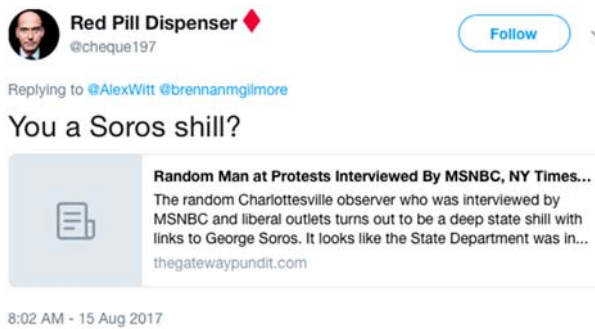 Red Pill Dispenser
@cheque197
Follow
Replying to @AlexWitt @brennanmgilmore
You a Soros shill?
Random Man at Protests Interviewed By MSNBC, NY Times...
The random Charlottesville observer who was interviewed by
MSNBC and liberal outlets turns out to be a deep state shill with
links to George Soros. It looks like the State Department was in...
thegatewaypundit.com
8:02 AM - 15 Aug 2017